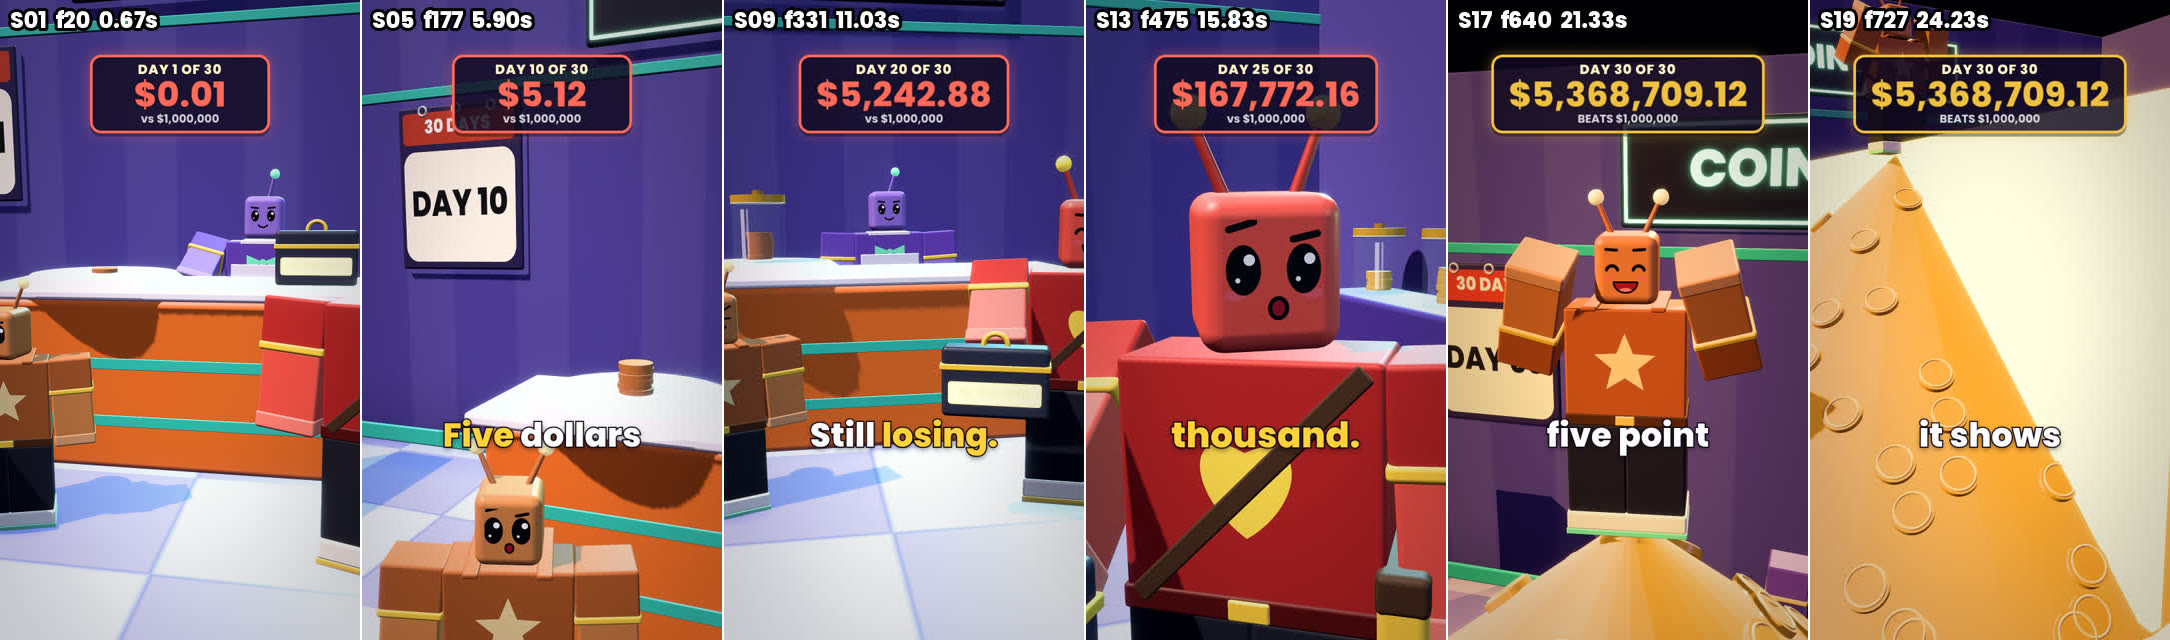 S01 f20 0.67s
DAY 1 OF 30
$0.01
vs $1,000,000
S05 f177 5.90s
DAY 10 OF 30
$5.12
vs $1,000,000
30 DAYS
DAY 10
Five dollars
S09 f331 11.03s
DAY 20 OF 30
$5,242.88
vs $1,000,000
Still losing.
S13 f475 15.83s
DAY 25 OF 30
$167,772.16
vs $1,000,000
thousand.
S17 f640 21.33s
DAY 30 OF 30
$5,368,709.12
BEATS $1,000,000
COIN
30 DA
DAY
five point
S19 f727 24.23s
DAY 30 OF 30
$5,368,709.12
BEATS $1,000,000
it shows